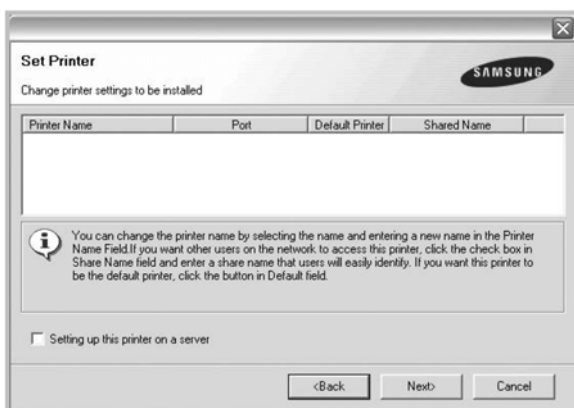 Set Printer
Change printer settings to be installed
SAMSUNG
Printer Name Port Default Printer Shared Name
You can change the printer name by selecting the name and entering a new name in the Printer
Name Field.If you want other users on the network to access this printer, click the check box in
Share Name field and enter a share name that users will easily identify. If you want this printer to
be the default printer, click the button in Default field.
Setting up this printer on a server
<Back Next> Cancel